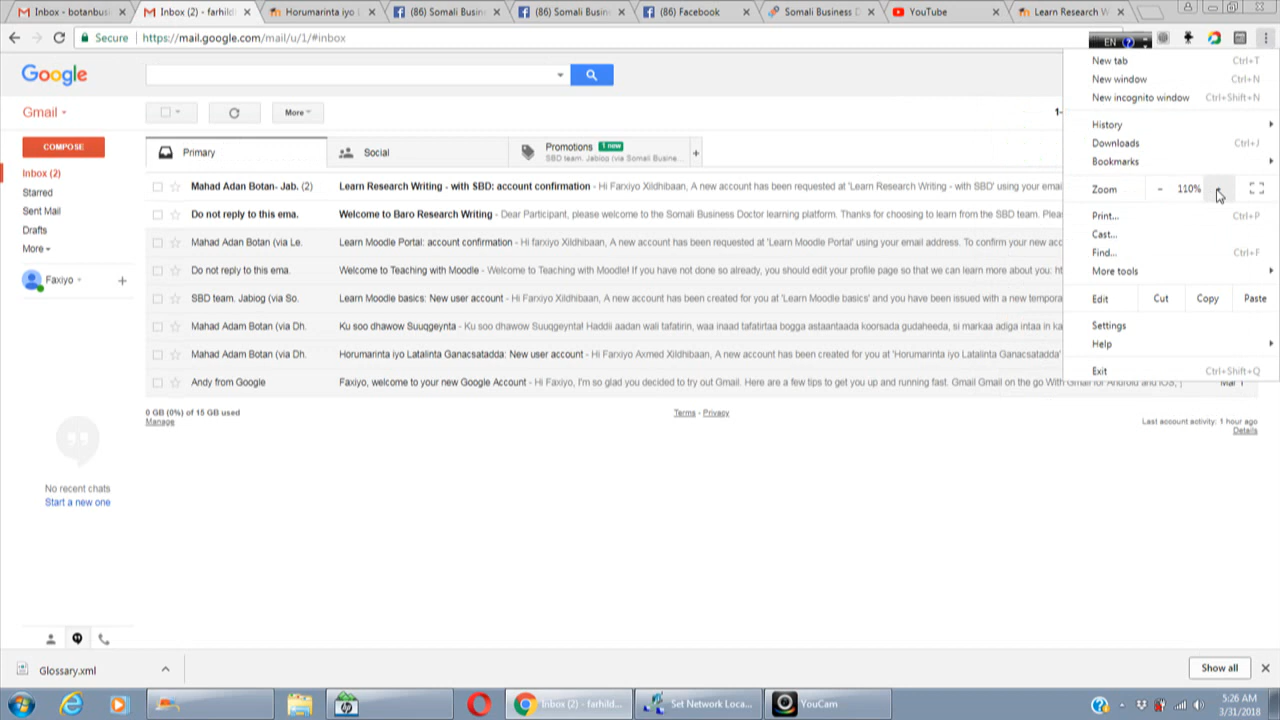 Inbox - botanbusi
Inbox (2) - farhild
Horumarinta iyo L
(86) Somali Busin
(86) Somali Busin
(86) Facebook
Somali Business D
YouTube
Learn Research W
Secure
https://mail.google.com/mail/u/1/#inbox
EN
Google
Gmail
More
1-
COMPOSE
Inbox (2)
Starred
Sent Mail
Drafts
More
Faxiyo
Primary
Social
Promotions 1 new
SBD team. Jabiog (via Somali Busine...
Mahad Adan Botan- Jab. (2) Learn Research Writing - with SBD: account confirmation - Hi Farxiyo Xildhibaan, A new account has been requested at 'Learn Research Writing - with SBD' using your emai
Do not reply to this ema. Welcome to Baro Research Writing - Dear Participant, please welcome to the Somali Business Doctor learning platform. Thanks for choosing to learn from the SBD team. Pleas
Mahad Adan Botan (via Le. Learn Moodle Portal: account confirmation - Hi farxiyo Xildhibaan, A new account has been requested at 'Learn Moodle Portal' using your email address. To confirm your new acc
Do not reply to this ema. Welcome to Teaching with Moodle - Welcome to Teaching with Moodle! If you have not done so already, you should edit your profile page so that we can learn more about you: ht
SBD team. Jabiog (via So. Learn Moodle basics: New user account - Hi farxiyo Xildhibaan, A new account has been created for you at 'Learn Moodle basics' and you have been issued with a new tempora
Mahad Adam Botan (via Dh. Ku soo dhawow Suuqgeynta - Ku soo dhawow Suuqgeynta! Haddii aadan wali tafatirin, waa inaad tafatirtaa bogga astaantaada koorsada gudaheeda, si markaa adiga intaa in ka
Mahad Adam Botan (via Dh. Horumarinta iyo Latalinta Ganacsatadda: New user account - Hi Farxiyo Axmed Xildhibaan, A new account has been created for you at 'Horumarinta iyo Latalinta Ganacsatadda'
Andy from Google Faxiyo, welcome to your new Google Account - Hi Faxiyo, I'm so glad you decided to try out Gmail. Here are a few tips to get you up and running fast. Gmail Gmail on the go With Gmail for Android and iOS, Mar 1
0 GB (0%) of 15 GB used
Manage
Terms - Privacy
Last account activity: 1 hour ago
Details
No recent chats
Start a new one
New tab Ctrl+T
New window Ctrl+N
New incognito window Ctrl+Shift+N
History
Downloads Ctrl+J
Bookmarks
Zoom - 110%
Print... Ctrl+P
Cast...
Find... Ctrl+F
More tools
Edit Cut Copy Paste
Settings
Help
Exit Ctrl+Shift+Q
Glossary.xml
Show all
Inbox (2) - farhild...
Set Network Loca...
YouCam
5:26 AM
3/31/2018